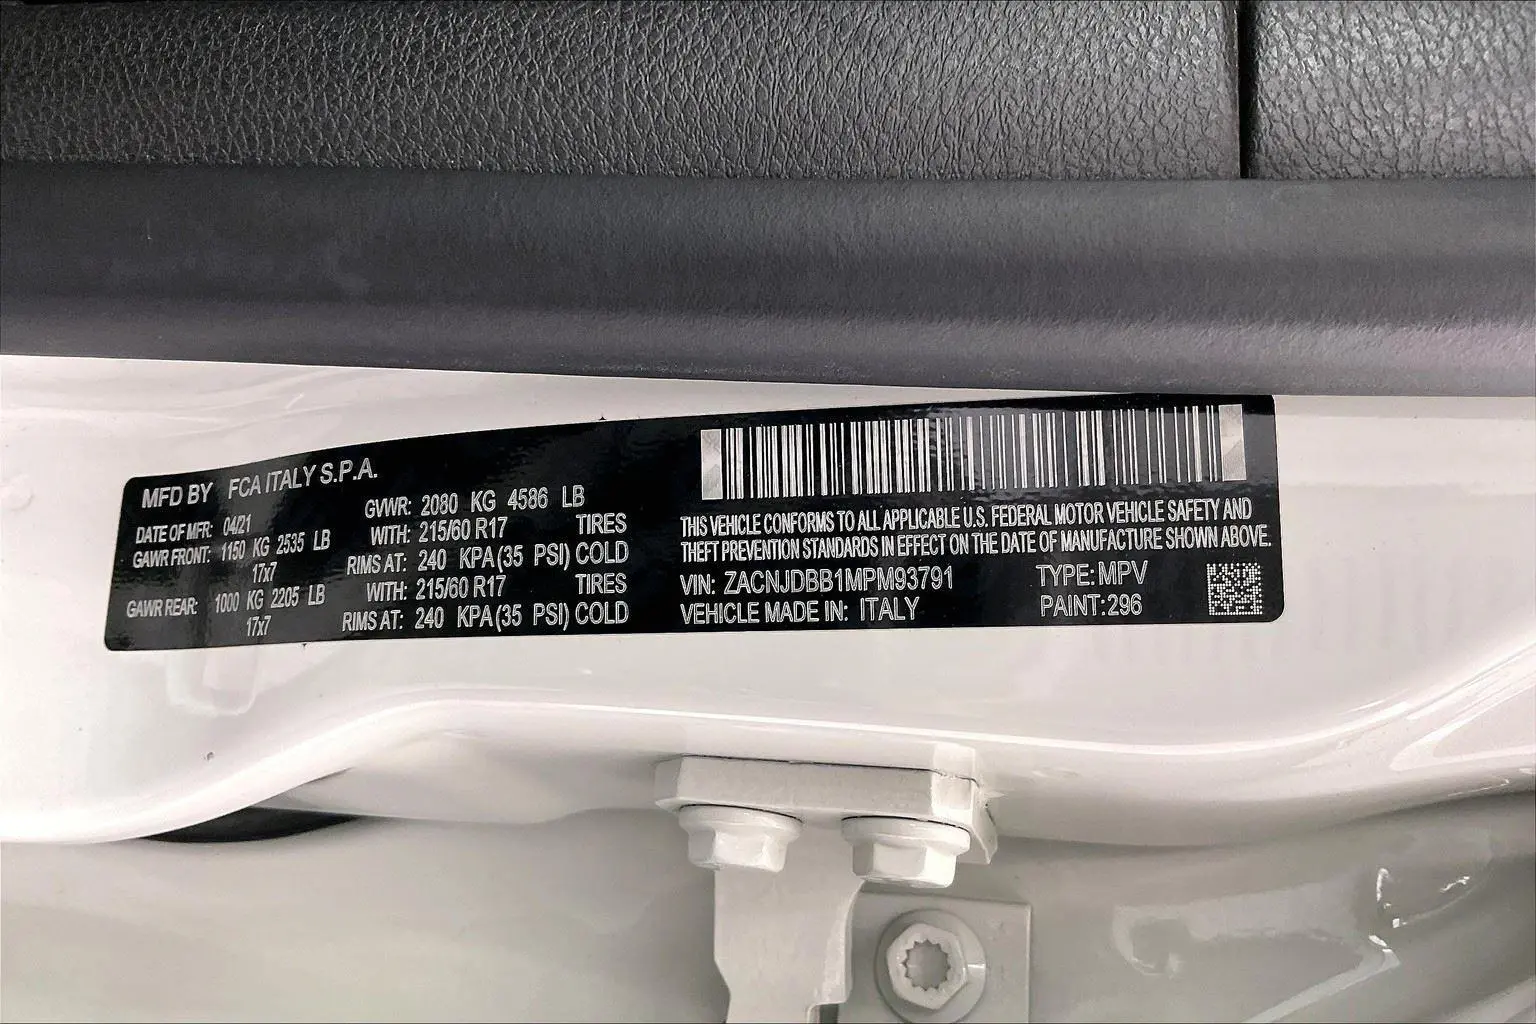 MFD BY FCA ITALY S.P.A.
DATE OF MFR: 04/21
GAWR FRONT: 1150 KG 2535 LB
17x7
GAWR REAR: 1000 KG 2205 LB
17x7
GVWR: 2080 KG 4586 LB
WITH: 215/60 R17 TIRES
RIMS AT: 240 KPA(35 PSI) COLD
WITH: 215/60 R17 TIRES
RIMS AT: 240 KPA(35 PSI) COLD
THIS VEHICLE CONFORMS TO ALL APPLICABLE U.S. FEDERAL MOTOR VEHICLE SAFETY AND
THEFT PREVENTION STANDARDS IN EFFECT ON THE DATE OF MANUFACTURE SHOWN ABOVE.
VIN: ZACNJDBB1MPM93791 TYPE:MPV
VEHICLE MADE IN: ITALY PAINT:296